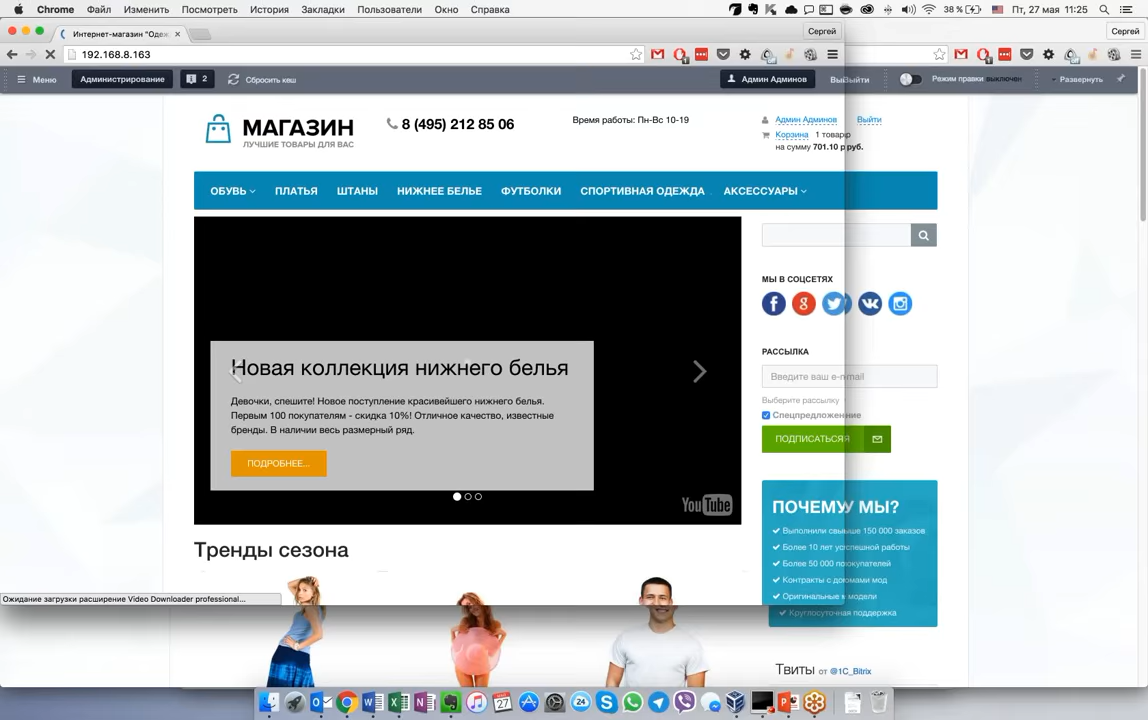 Chrome Файл Изменить Посмотреть История Закладки Пользователи Окно Справка 38 % Пт, 27 мая 11:25
Интернет-магазин "Одеж
Сергей
Сергей
192.168.8.163
Меню Администрирование 2 Сбросить кеш Админ Админов Выйти Режим правки выключен Развернуть
МАГАЗИН
ЛУЧШИЕ ТОВАРЫ ДЛЯ ВАС
8 (495) 212 85 06
Время работы: Пн-Вс 10-19
Админ Админов Выйти
Корзина 1 товар
на сумму 701.10 руб.
ОБУВЬ ПЛАТЬЯ ШТАНЫ НИЖНЕЕ БЕЛЬЕ ФУТБОЛКИ СПОРТИВНАЯ ОДЕЖДА АКСЕССУАРЫ
Новая коллекция нижнего белья
Девочки, спешите! Новое поступление красивейшего нижнего белья.
Первым 100 покупателям - скидка 10%! Отличное качество, известные
бренды. В наличии весь размерный ряд.
ПОДРОБНЕЕ...
YouTube
МЫ В СОЦСЕТЯХ
РАССЫЛКА
Введите ваш e-mail
Выберите рассылку
Спецпредложение
ПОДПИСАТЬСЯ
ПОЧЕМУ МЫ?
Выполнили свыше 150 000 заказов
Более 10 лет успешной работы
Более 50 000 покупателей
Контракты с домами мод
Оригинальные модели
Круглосуточная поддержка
Тренды сезона
Твиты от @1C_Bitrix
Ожидание загрузки расширение Video Downloader professional...
27
24